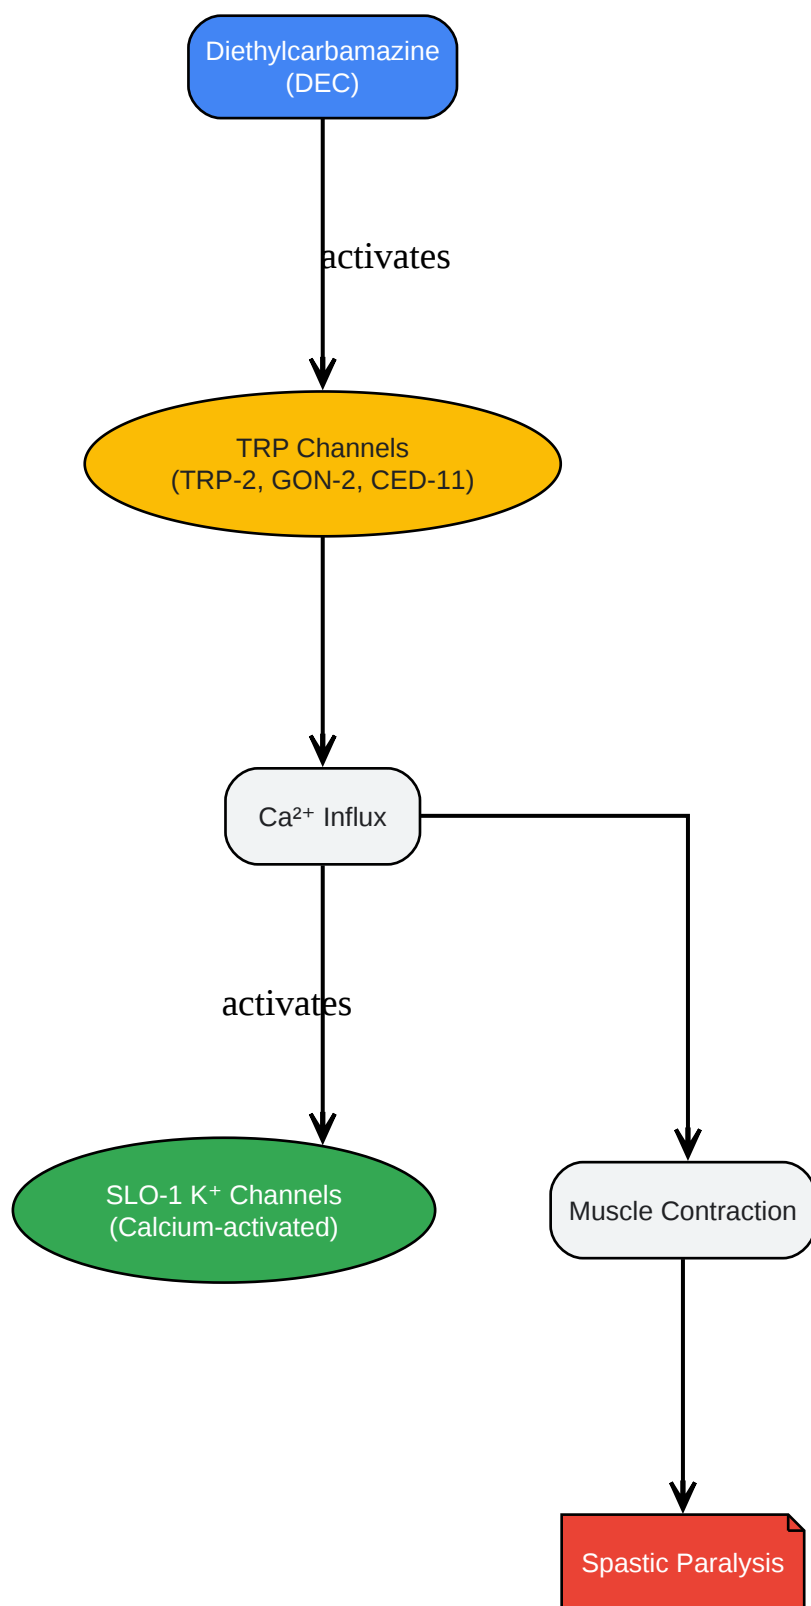 Diethylcarbamazine
(DEC)
activates
TRP Channels
(TRP-2, GON-2, CED-11)
Ca²⁺ Influx
activates
SLO-1 K⁺ Channels
(Calcium-activated)
Muscle Contraction
Spastic Paralysis